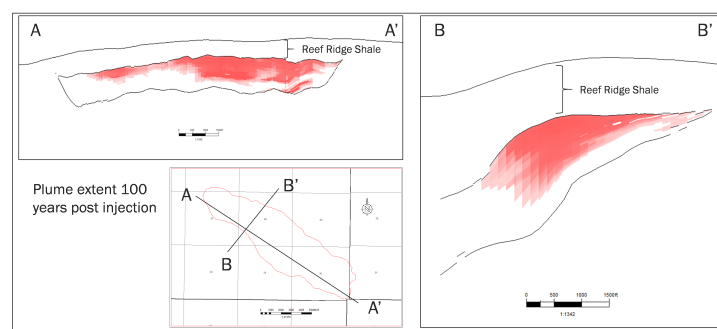 A A'
Reef Ridge Shale
B B'
Reef Ridge Shale
Plume extent 100
years post injection
A
B'
B
A'
0 500 1000 1500ft
1:1342